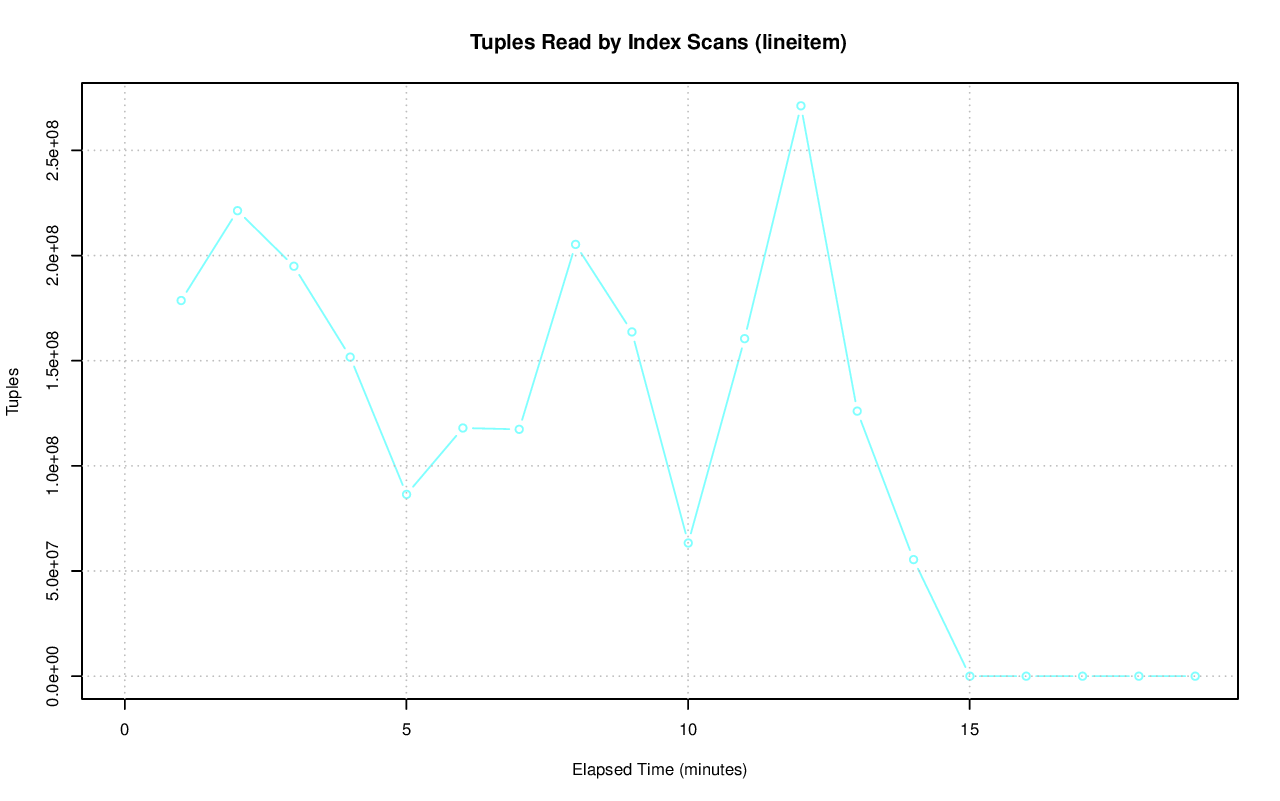 Tuples Read by Index Scans (lineitem)
2.5e+08
2.0e+08
1.5e+08
1.0e+08
5.0e+07
0.0e+00
Tuples
0 5 10 15
Elapsed Time (minutes)